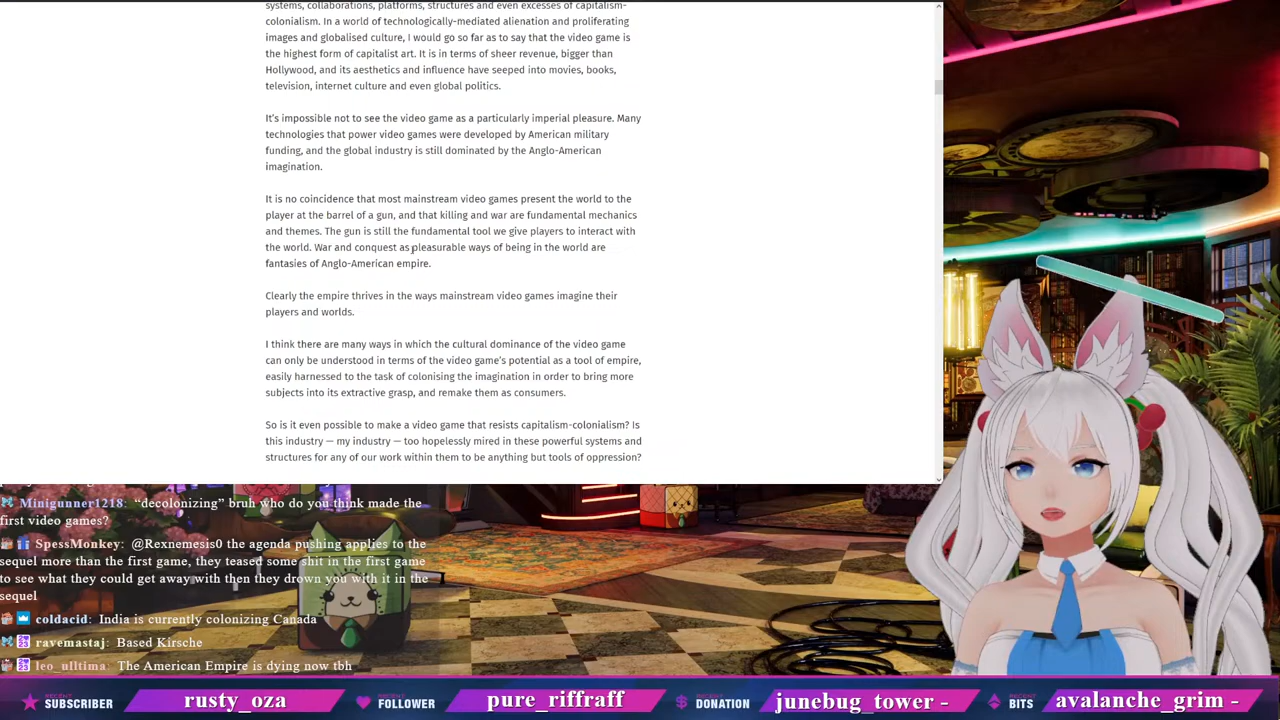 systems, collaborations, platforms, structures and even excesses of capitalism-
colonialism. In a world of technologically-mediated alienation and proliferating
images and globalised culture, I would go so far as to say that the video game is
the highest form of capitalist art. It is in terms of sheer revenue, bigger than
Hollywood, and its aesthetics and influence have seeped into movies, books,
television, internet culture and even global politics.
It's impossible not to see the video game as a particularly imperial pleasure. Many
technologies that power video games were developed by American military
funding, and the global industry is still dominated by the Anglo-American
imagination.
It is no coincidence that most mainstream video games present the world to the
player at the barrel of a gun, and that killing and war are fundamental mechanics
and themes. The gun is still the fundamental tool we give players to interact with
the world. War and conquest as pleasurable ways of being in the world are
fantasies of Anglo-American empire.
Clearly the empire thrives in the ways mainstream video games imagine their
players and worlds.
I think there are many ways in which the cultural dominance of the video game
can only be understood in terms of the video game's potential as a tool of empire,
easily harnessed to the task of colonising the imagination in order to bring more
subjects into its extractive grasp, and remake them as consumers.
So is it even possible to make a video game that resists capitalism-colonialism? Is
this industry — my industry — too hopelessly mired in these powerful systems and
structures for any of our work within them to be anything but tools of oppression?
Minigunner1218: “decolonizing” bruh who do you think made the
first video games?
SpessMonkey: @Rexnemesis0 the agenda pushing applies to the
sequel more than the first game, they teased some shit in the first game
to see what they could get away with then they drown you with it in the
sequel
coldacid: India is currently colonizing Canada
ravemastaj: Based Kirsche
leo_ulltima: The American Empire is dying now tbh
RECENT
SUBSCRIBER
rusty_oza
RECENT
FOLLOWER
pure_riffraff
RECENT
DONATION
junebug_tower -
RECENT
BITS
avalanche_grim -